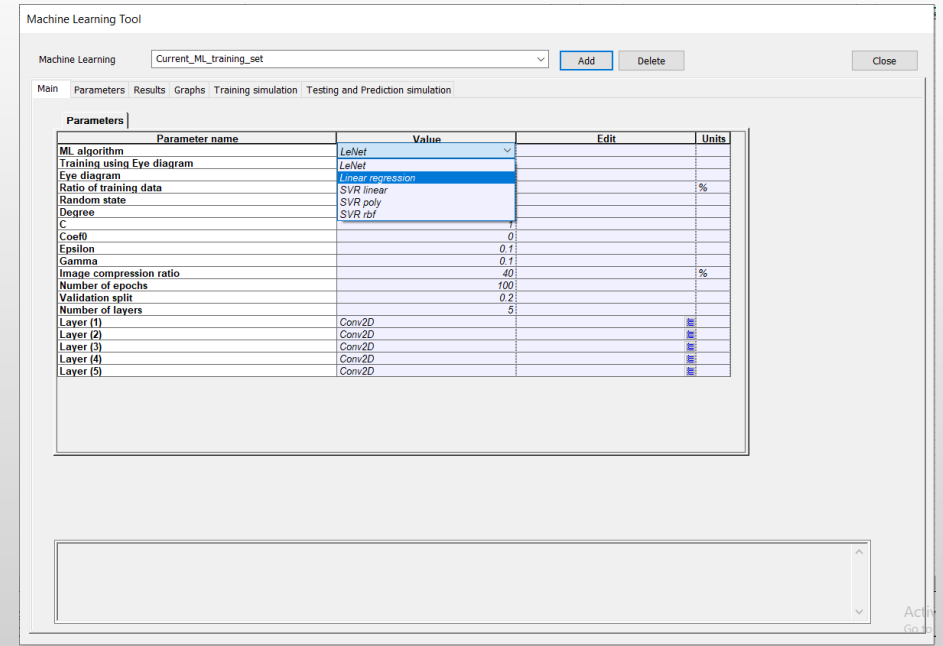 Machine Learning Tool
Machine Learning Current_ML_training_set Add Delete Close
Main Parameters Results Graphs Training simulation Testing and Prediction simulation
Parameters
Parameter name Value Edit Units
ML algorithm LeNet
Training using Eye diagram LeNet
Eye diagram Linear regression
Ratio of training data SVR linear %
Random state SVR poly
Degree SVR rbf
C 1
Coef0 0
Epsilon 0.1
Gamma 0.1
Image compression ratio 40 %
Number of epochs 100
Validation split 0.2
Number of layers 5
Layer (1) Conv2D
Layer (2) Conv2D
Layer (3) Conv2D
Layer (4) Conv2D
Layer (5) Conv2D
Go to